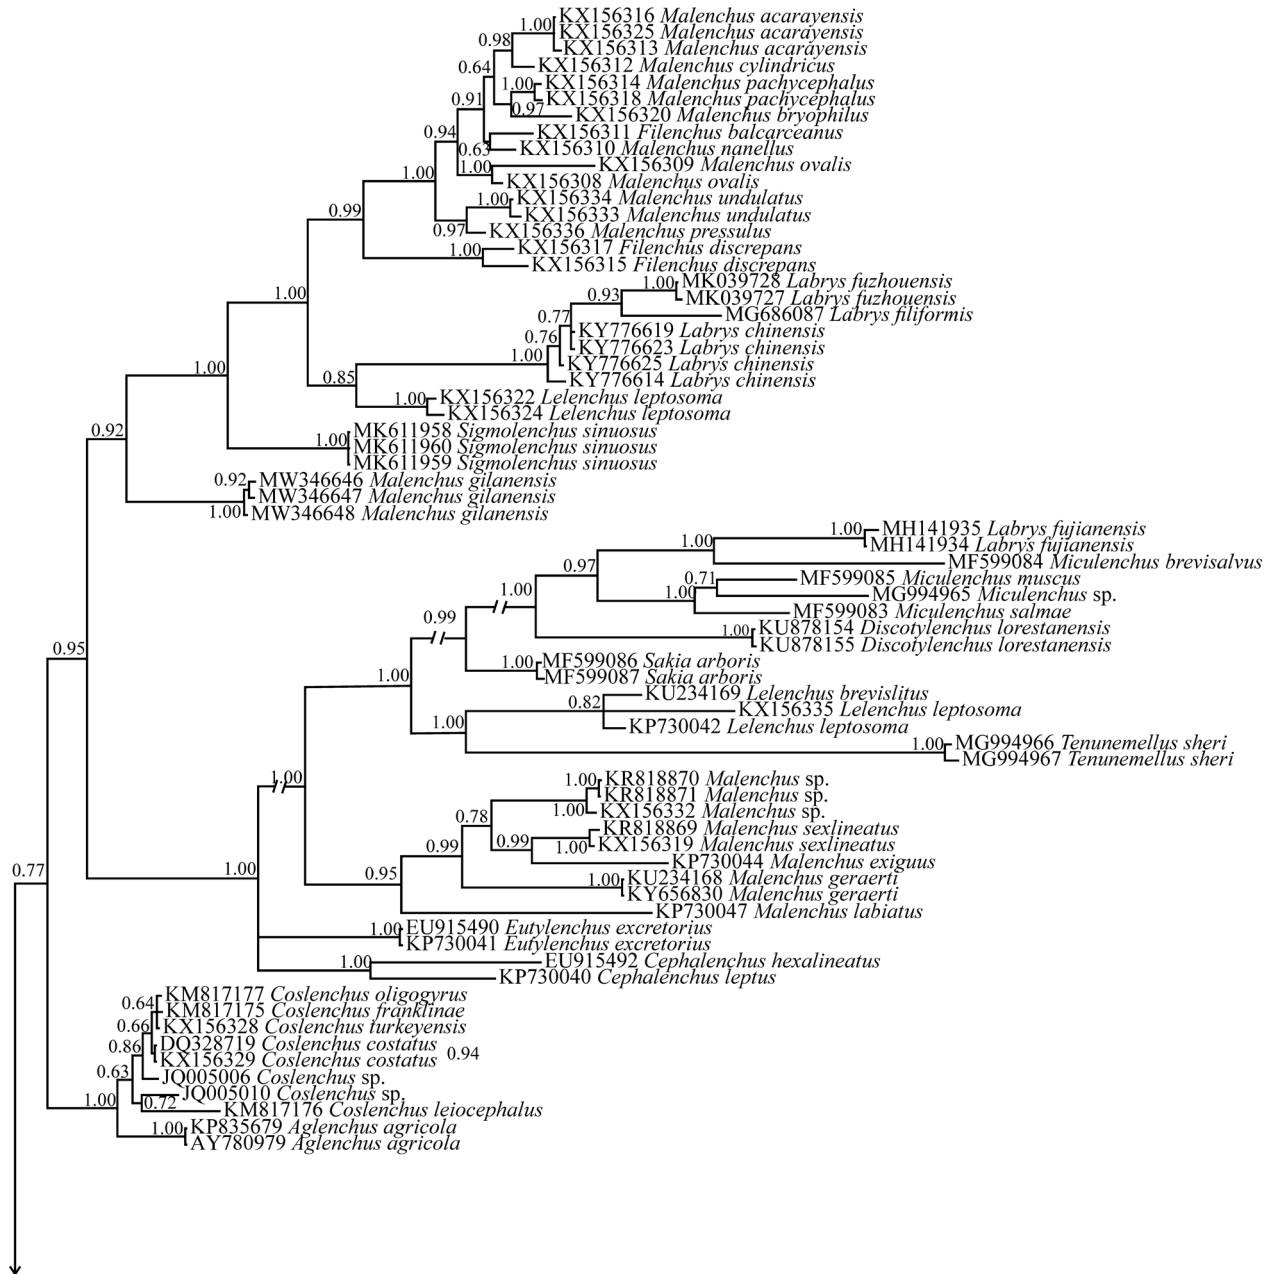 1.00 KX156316 Malenchus acarayensis
KX156325 Malenchus acarayensis
0.98 KX156313 Malenchus acarayensis
KX156312 Malenchus cylindricus
0.64
1.00 KX156314 Malenchus pachycephalus
KX156318 Malenchus pachycephalus
0.91 0.97 KX156320 Malenchus bryophilus
KX156311 Filenchus balcarceanus
0.94 0.63 KX156310 Malenchus nanellus
1.00 KX156309 Malenchus ovalis
1.00 KX156308 Malenchus ovalis
1.00 KX156334 Malenchus undulatus
0.99 KX156333 Malenchus undulatus
0.97 KX156336 Malenchus pressulus
1.00 KX156317 Filenchus discrepans
KX156315 Filenchus discrepans
1.00 MK039728 Labrys fuzhouensis
1.00 0.93 MK039727 Labrys fuzhouensis
MG686087 Labrys filiformis
0.77 KY776619 Labrys chinensis
0.76 KY776623 Labrys chinensis
1.00 KY776625 Labrys chinensis
1.00 0.85 KY776614 Labrys chinensis
1.00 KX156322 Lelenchus leptosoma
KX156324 Lelenchus leptosoma
0.92 MK611958 Sigmolenchus sinuosus
1.00 MK611960 Sigmolenchus sinuosus
MK611959 Sigmolenchus sinuosus
0.92 MW346646 Malenchus gilanensis
MW346647 Malenchus gilanensis
1.00 MW346648 Malenchus gilanensis
1.00 MH141935 Labrys fujianensis
1.00 MH141934 Labrys fujianensis
0.97 MF599084 Miculenchus brevisalvus
0.71 MF599085 Miculenchus muscus
1.00 1.00 MG994965 Miculenchus sp.
MF599083 Miculenchus salmae
0.99 1.00 KU878154 Discotylenchus lorestanensis
KU878155 Discotylenchus lorestanensis
0.95 1.00 MF599086 Sakia arboris
1.00 MF599087 Sakia arboris
0.82 KU234169 Lelenchus brevislitus
KX156335 Lelenchus leptosoma
1.00 KP730042 Lelenchus leptosoma
1.00 MG994966 Tenunemellus sheri
MG994967 Tenunemellus sheri
1.00 1.00 KR818870 Malenchus sp.
KR818871 Malenchus sp.
0.78 1.00 KX156332 Malenchus sp.
KR818869 Malenchus sexlineatus
0.99 0.99 1.00 KX156319 Malenchus sexlineatus
KP730044 Malenchus exiguus
0.77 1.00 0.95 1.00 KU234168 Malenchus geraerti
KY656830 Malenchus geraerti
KP730047 Malenchus labiatus
1.00 EU915490 Eutylenchus excretorius
KP730041 Eutylenchus excretorius
1.00 EU915492 Cephalenchus hexalineatus
KP730040 Cephalenchus leptus
0.64 KM817177 Coslenchus oligogyrus
KM817175 Coslenchus franklinae
0.66 KX156328 Coslenchus turkeyensis
0.86 DQ328719 Coslenchus costatus
KX156329 Coslenchus costatus 0.94
0.63 JQ005006 Coslenchus sp.
JQ005010 Coslenchus sp.
1.00 0.72 KM817176 Coslenchus leiocephalus
1.00 KP835679 Aglenchus agricola
AY780979 Aglenchus agricola